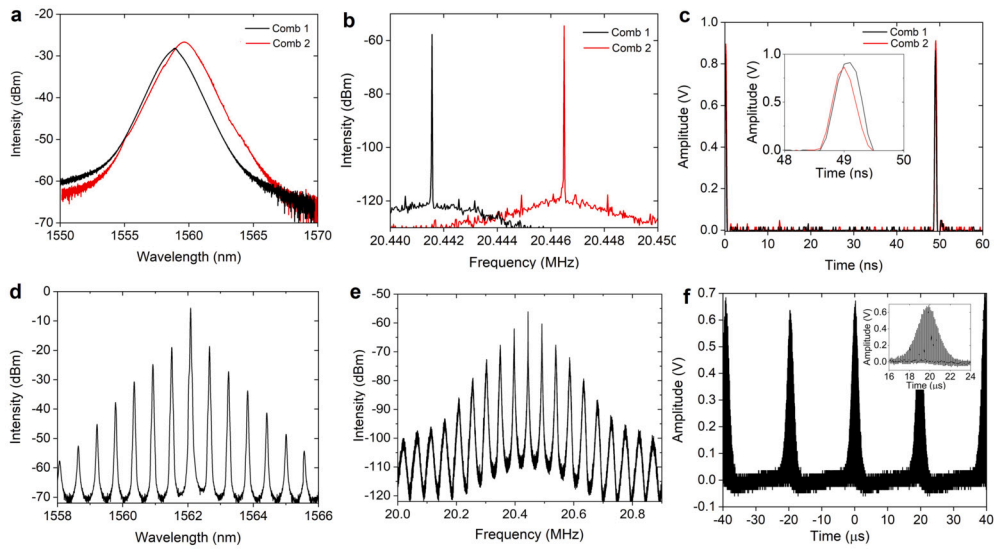 a
Comb 1
Comb 2
Intensity (dBm)
-20
-30
-40
-50
-60
-70
1550 1555 1560 1565 1570
Wavelength (nm)
b
Comb 1
Comb 2
Intensity (dBm)
-60
-80
-100
-120
20.440 20.442 20.444 20.446 20.448 20.450
Frequency (MHz)
c
Comb 1
Comb 2
Amplitude (V)
1.0
0.8
0.6
0.4
0.2
0.0
0 10 20 30 40 50 60
Time (ns)
Amplitude (V)
1.0
0.5
0.0
48 49 50
Time (ns)
d
Intensity (dBm)
0
-10
-20
-30
-40
-50
-60
-70
1558 1560 1562 1564 1566
Wavelength (nm)
e
Intensity (dBm)
-50
-60
-70
-80
-90
-100
-110
-120
20.0 20.2 20.4 20.6 20.8
Frequency (MHz)
f
Amplitude (V)
0.7
0.6
0.5
0.4
0.3
0.2
0.1
0.0
-0.1
-40 -30 -20 -10 0 10 20 30 40
Time (μs)
Amplitude (V)
0.6
0.4
0.2
0.0
16 18 20 22 24
Time (μs)